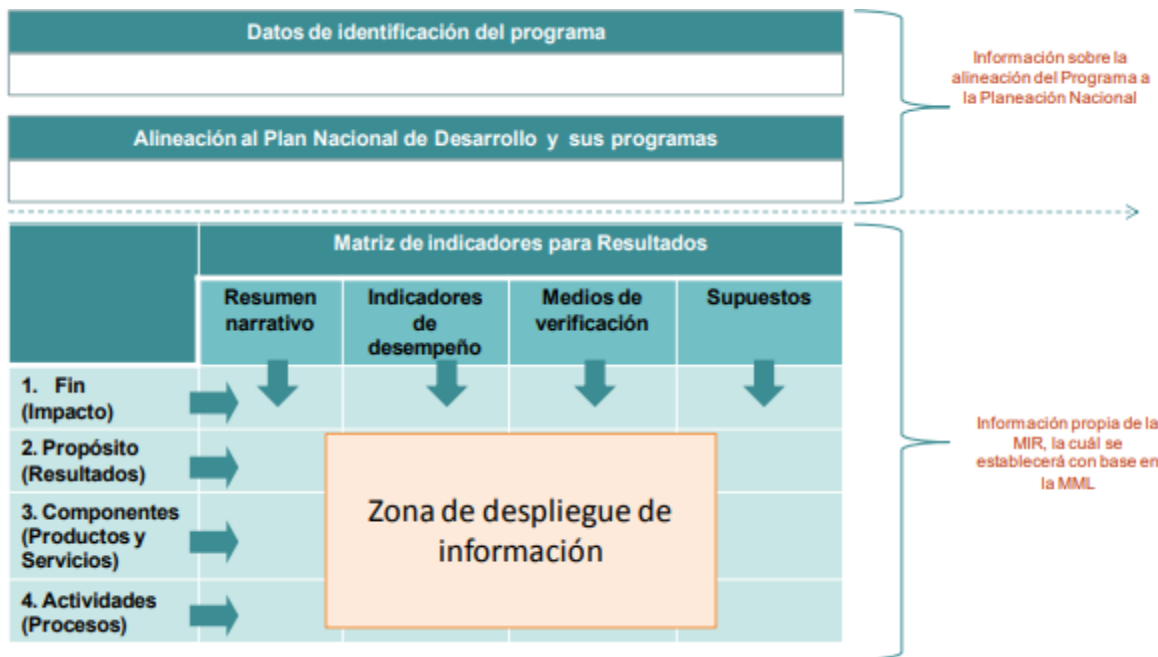 Datos de identificación del programa
Información sobre la
alineación del Programa a
la Planeación Nacional
Alineación al Plan Nacional de Desarrollo y sus programas
Matriz de indicadores para Resultados
Resumen
narrativo
Indicadores
de
desempeño
Medios de
verificación
Supuestos
1. Fin
(Impacto)
2. Propósito
(Resultados)
3. Componentes
(Productos y
Servicios)
4. Actividades
(Procesos)
Zona de despliegue de
información
Información propia de la
MIR, la cuál se
establecerá con base en
la MML